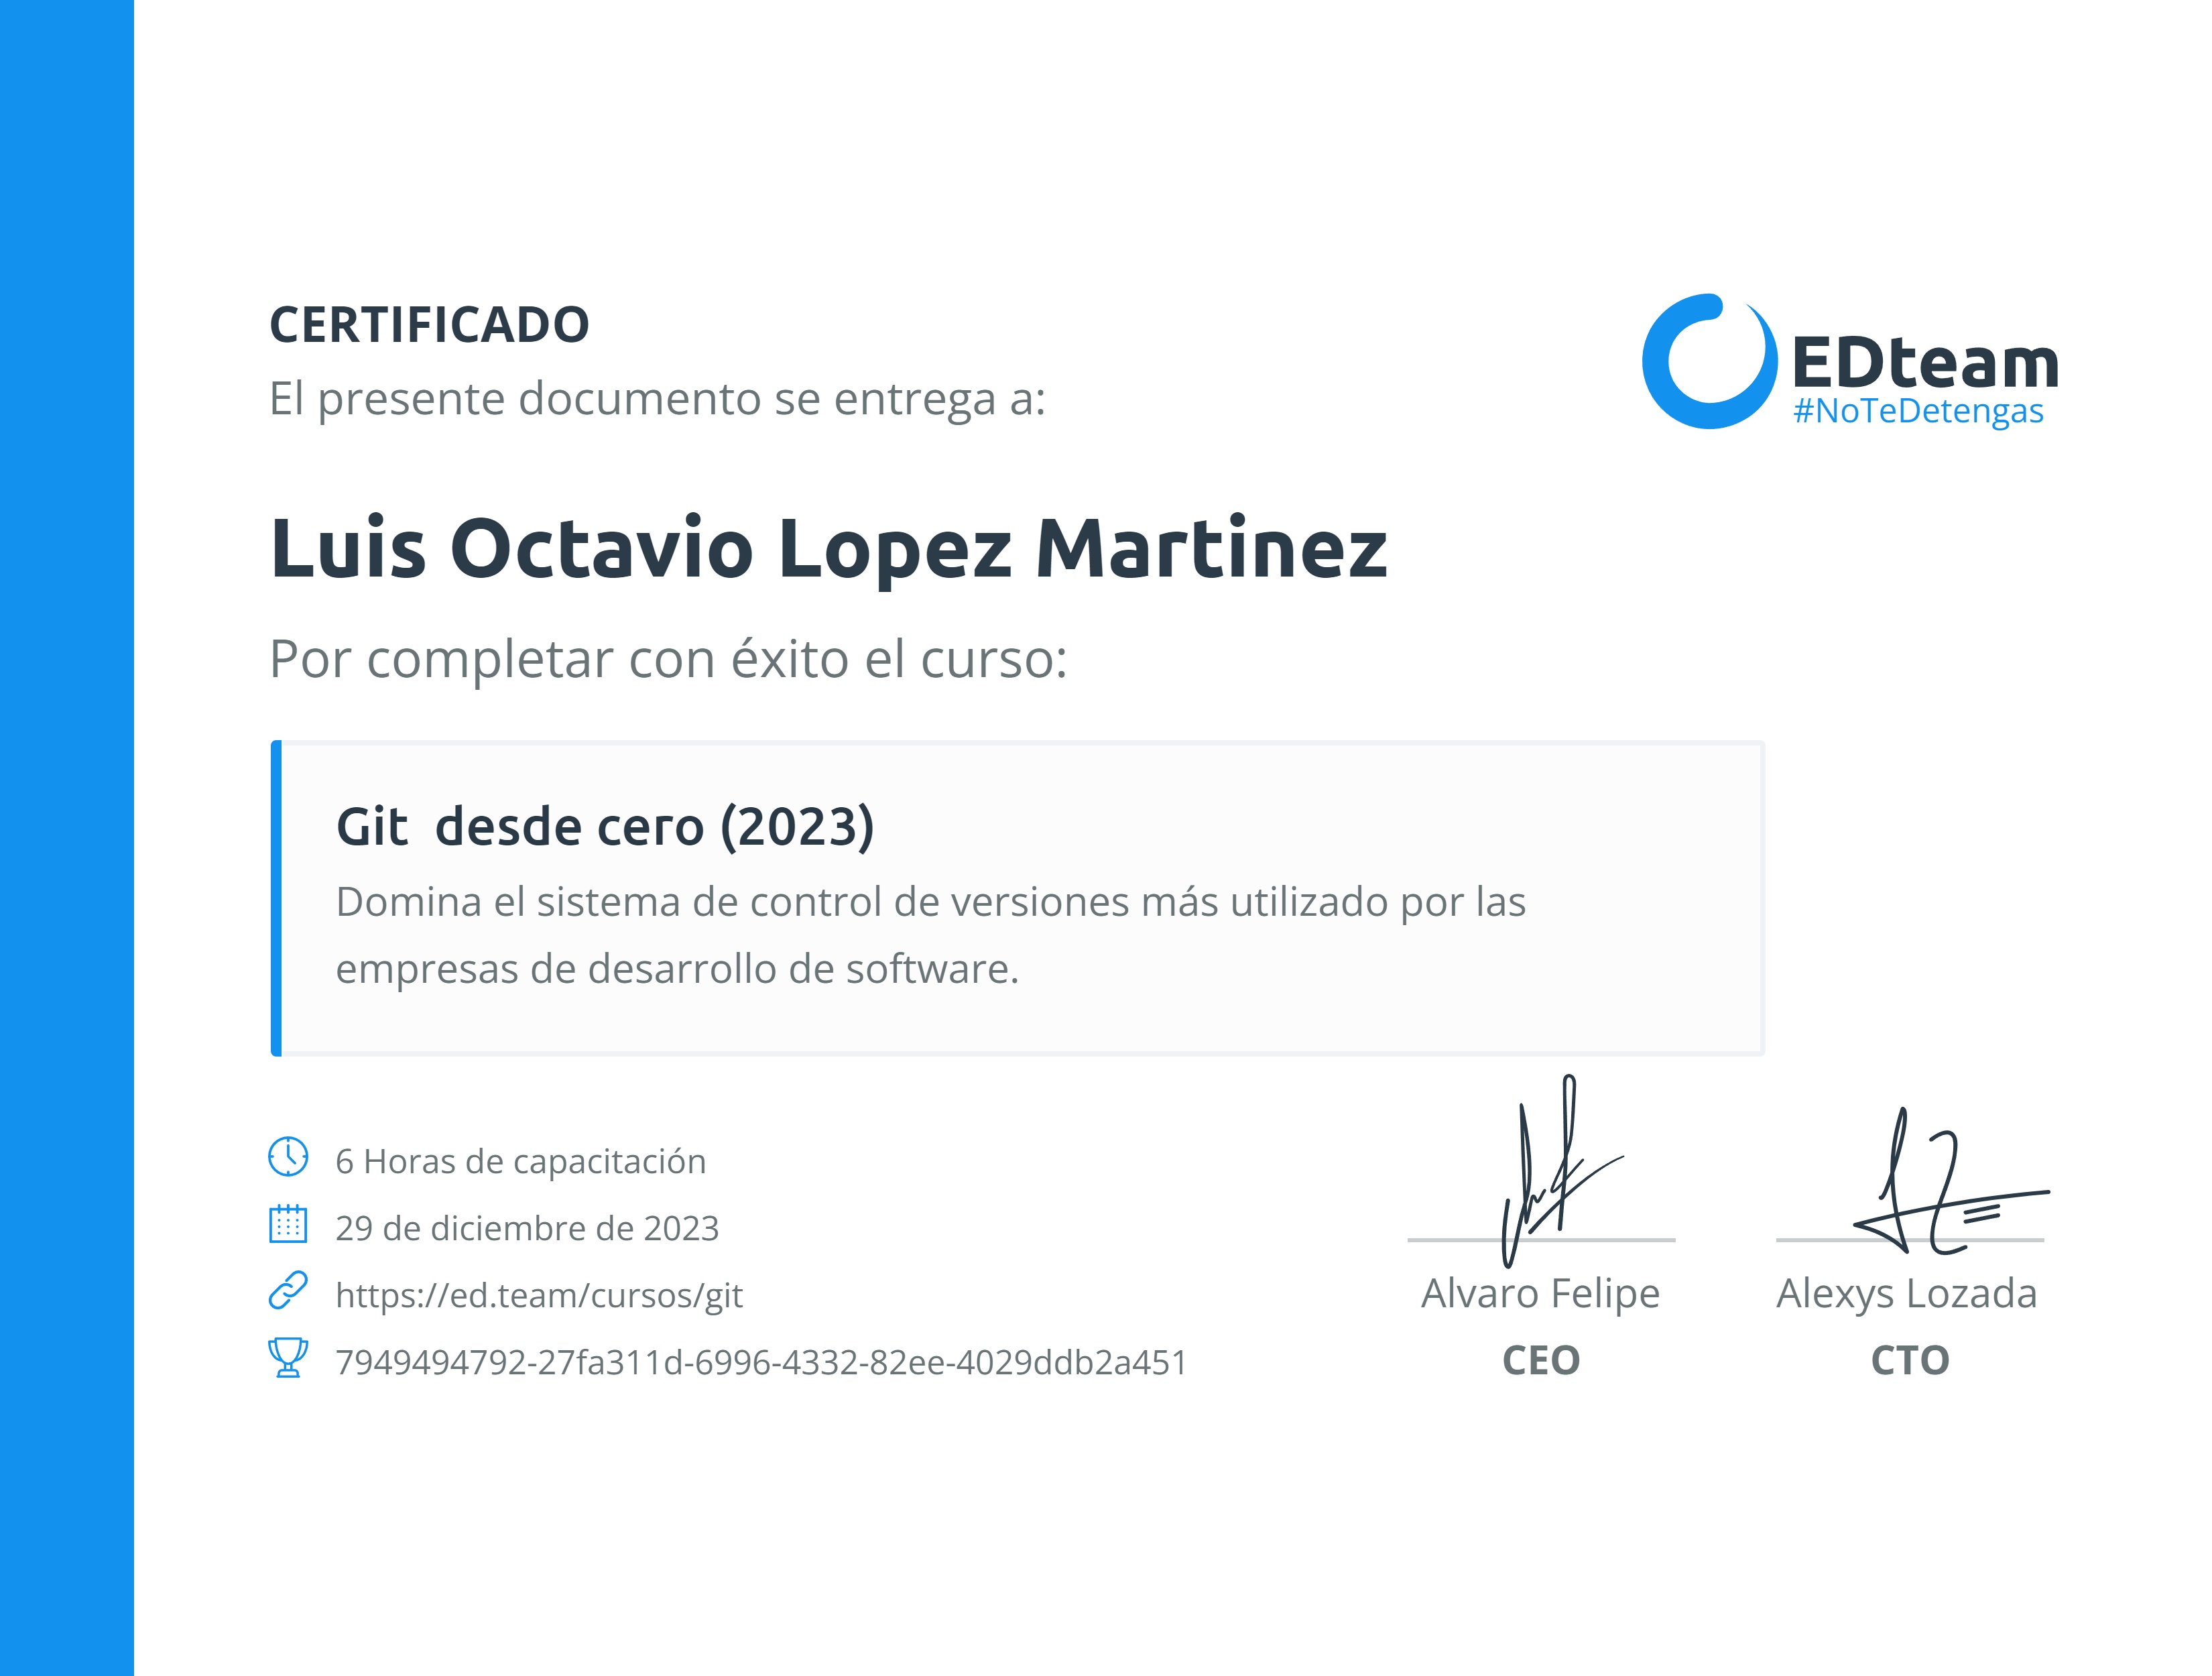 CERTIFICADO
El presente documento se entrega a:
EDteam
#NoTeDetengas
Luis Octavio Lopez Martinez
Por completar con éxito el curso:
Git  desde cero (2023)
Domina el sistema de control de versiones más utilizado por las
empresas de desarrollo de software.
6 Horas de capacitación
29 de diciembre de 2023
https://ed.team/cursos/git
7949494792-27fa311d-6996-4332-82ee-4029ddb2a451
Alvaro Felipe
CEO
Alexys Lozada
CTO